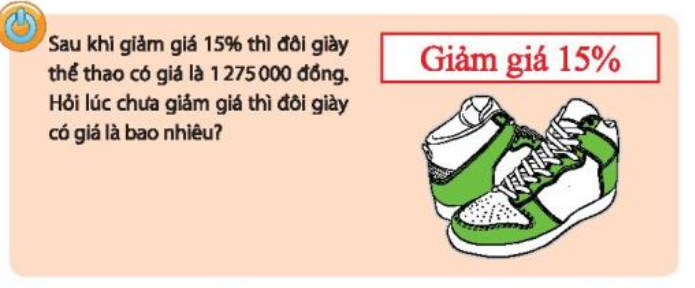 Sau khi giảm giá 15% thì đôi giày
thể thao có giá là 1 275 000 đồng.
Hỏi lúc chưa giảm giá thì đôi giày
có giá là bao nhiêu?
Giảm giá 15%